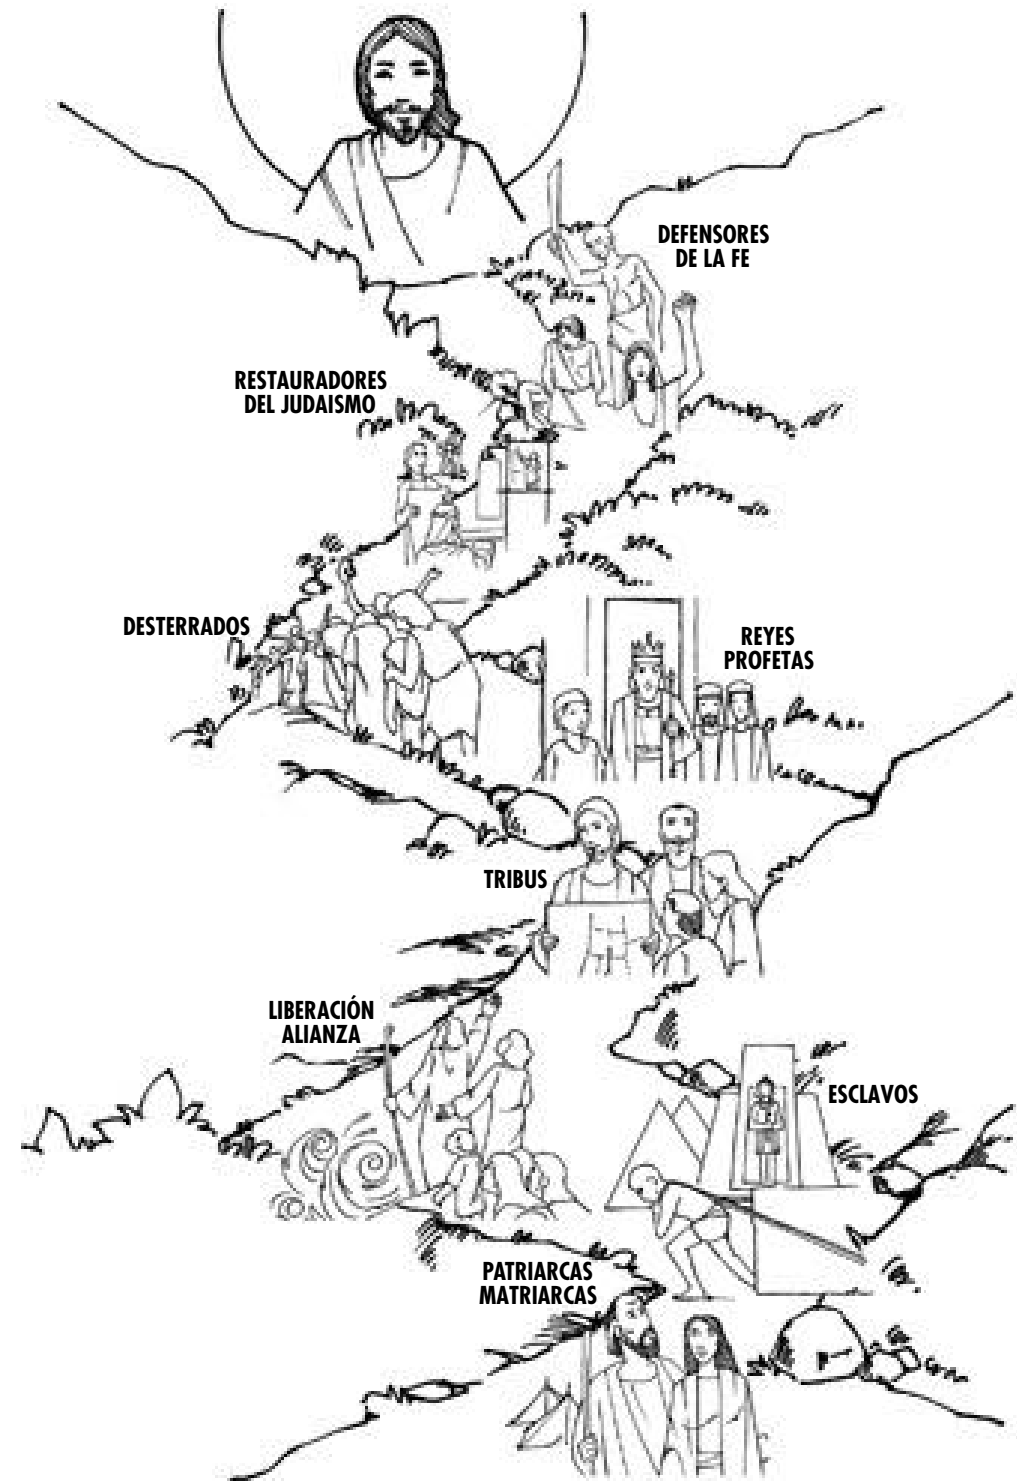 DEFENSORES
DE LA FE
RESTAURADORES
DEL JUDAISMO
DESTERRADOS
REYES
PROFETAS
TRIBUS
LIBERACIÓN
ALIANZA
ESCLAVOS
PATRIARCAS
MATRIARCAS